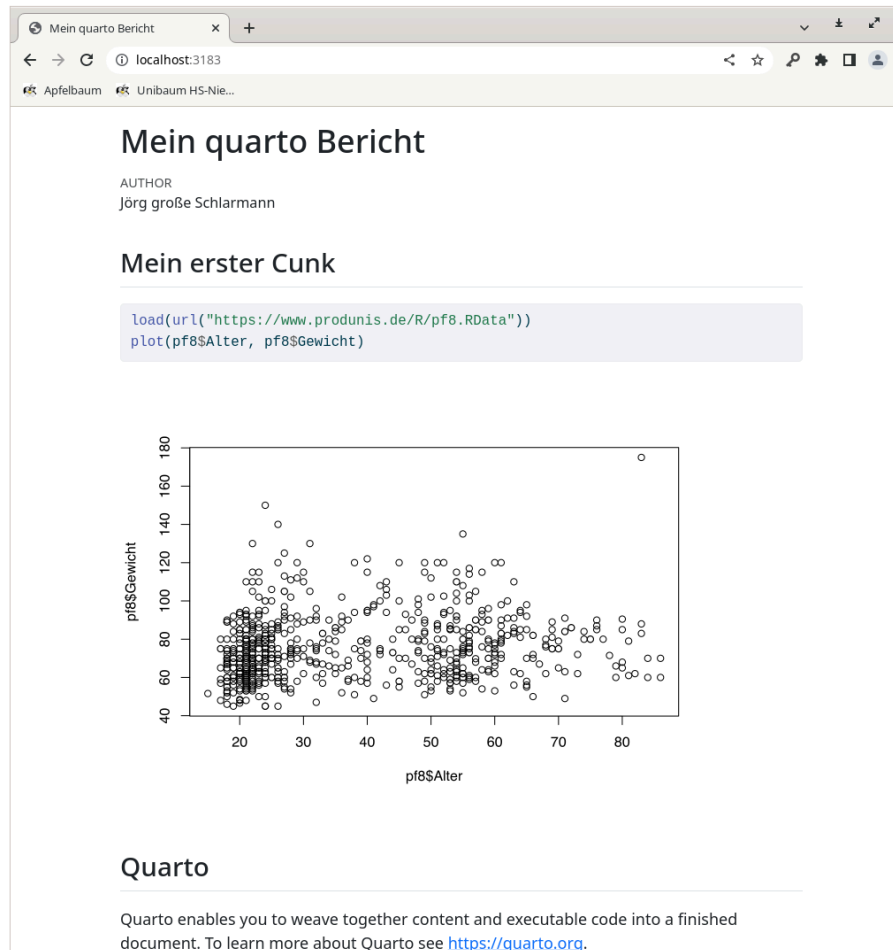 Mein quarto Bericht
localhost:3183
Apfelbaum Unibaum HS-Nie...
Mein quarto Bericht
AUTHOR
Jörg große Schlarmann
Mein erster Cunk
load(url("https://www.produnis.de/R/pf8.RData"))
plot(pf8$Alter, pf8$Gewicht)
180
160
140
120
100
80
60
40
pf8$Gewicht
20 30 40 50 60 70 80
pf8$Alter
Quarto
Quarto enables you to weave together content and executable code into a finished
document. To learn more about Quarto see https://quarto.org.